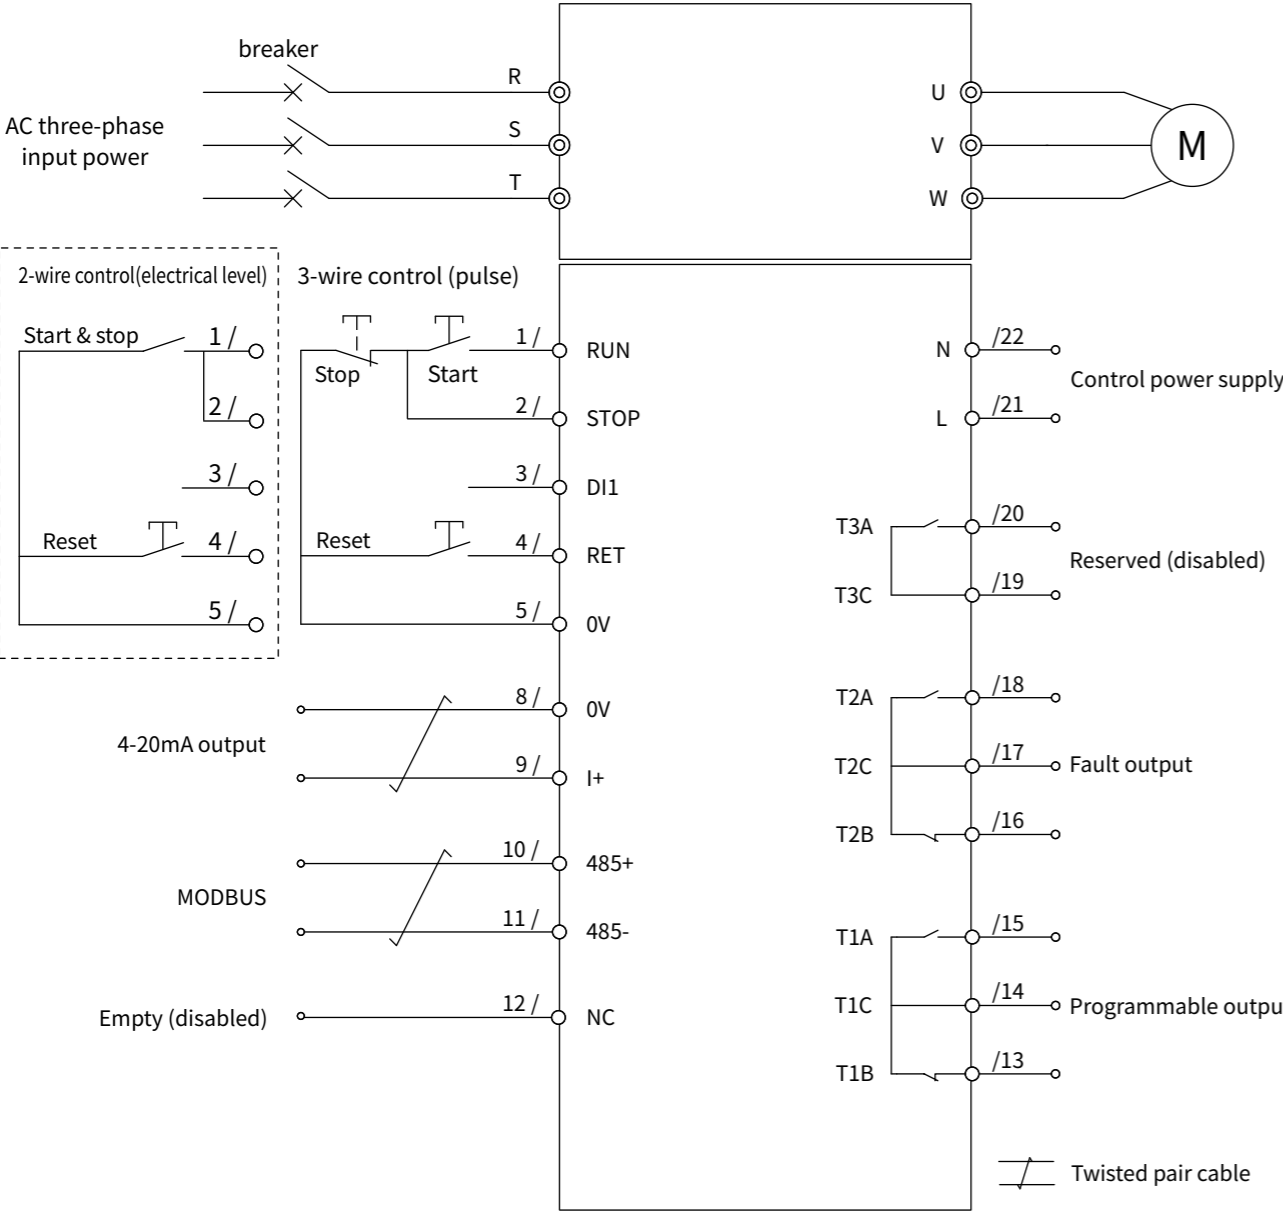 breaker
R
S
T
AC three-phase
input power
U
V
W
M
2-wire control(electrical level)
Start & stop
1 /
2 /
3 /
Reset
4 /
5 /
3-wire control (pulse)
Stop
Start
1 /
RUN
2 /
STOP
3 /
DI1
Reset
4 /
RET
5 /
0V
4-20mA output
8 /
0V
9 /
I+
MODBUS
10 /
485+
11 /
485-
Empty (disabled)
12 /
NC
N
/22
Control power supply
L
/21
T3A
/20
Reserved (disabled)
T3C
/19
T2A
/18
T2C
/17
Fault output
T2B
/16
T1A
/15
T1C
/14
Programmable outpu
T1B
/13
Twisted pair cable